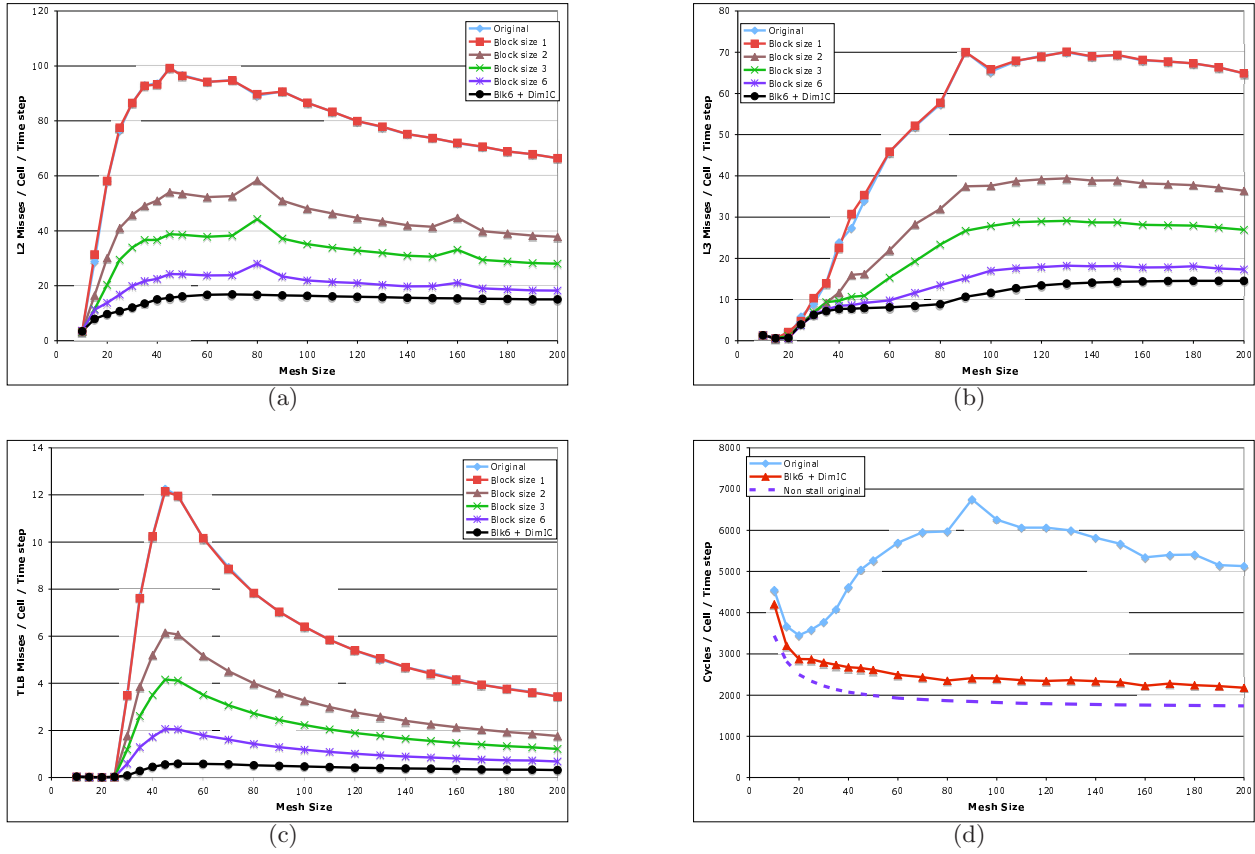 120
100
80
60
40
20
0
L2 Misses / Cell / Time step
Original
Block size 1
Block size 2
Block size 3
Block size 6
Blk6 + DimIC
0 20 40 60 80 100 120 140 160 180 200
Mesh Size
(a)
80
70
60
50
40
30
20
10
0
L3 Misses / Cell / Time step
Original
Block size 1
Block size 2
Block size 3
Block size 6
Blk6 + DimIC
0 20 40 60 80 100 120 140 160 180 200
Mesh Size
(b)
14
12
10
8
6
4
2
0
TLB Misses / Cell / Time step
Original
Block size 1
Block size 2
Block size 3
Block size 6
Blk6 + DimIC
0 20 40 60 80 100 120 140 160 180 200
Mesh Size
(c)
8000
7000
6000
5000
4000
3000
2000
1000
0
Cycles / Cell / Time step
Original
Blk6 + DimIC
Non stall original
0 20 40 60 80 100 120 140 160 180 200
Mesh Size
(d)